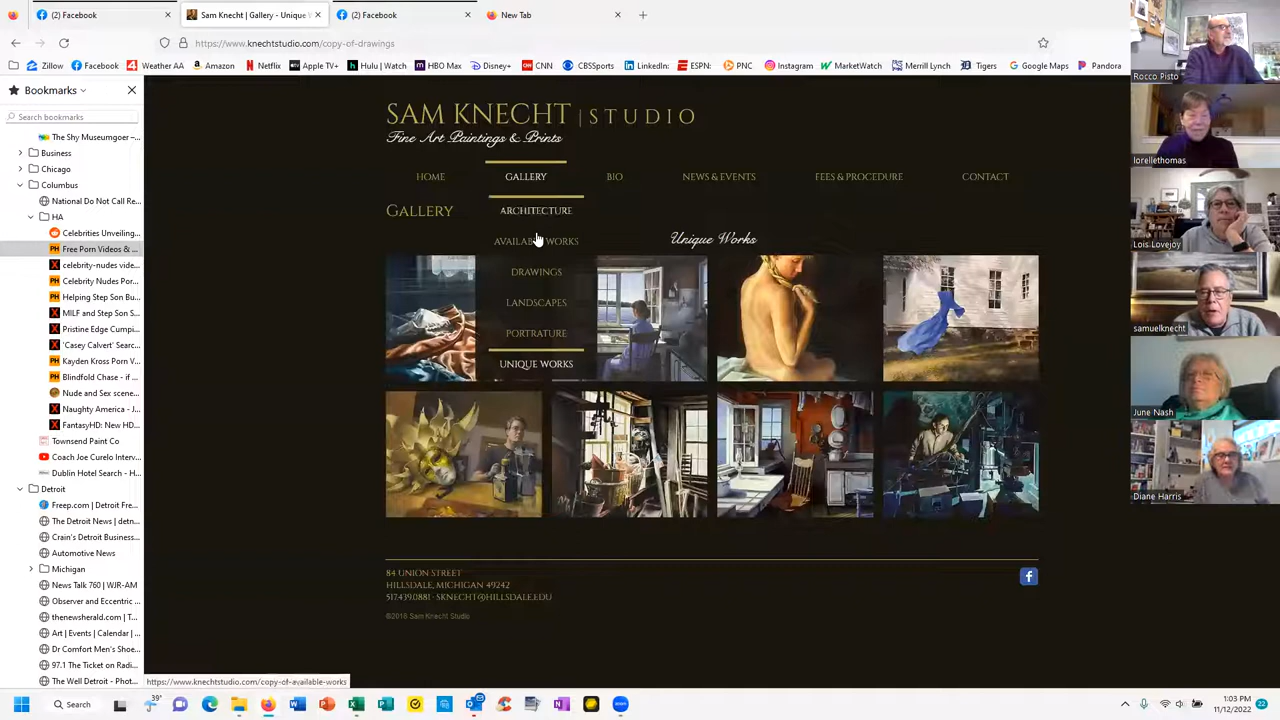 (2) Facebook
Sam Knecht | Gallery - Unique W
(2) Facebook
New Tab
https://www.knechtstudio.com/copy-of-drawings
Zillow Facebook Weather AA Amazon Netflix Apple TV+ Hulu | Watch HBO Max Disney+ CNN CBSSports LinkedIn: ESPN: PNC Instagram MarketWatch Merrill Lynch Tigers Google Maps Pandora
Bookmarks
Search bookmarks
The Shy Museumgoer –...
Business
Chicago
Columbus
National Do Not Call Re...
HA
Celebrities Unveiling...
Free Porn Videos & ...
celebrity-nudes vide...
Celebrity Nudes Por...
Helping Step Son Bu...
MILF and Step Son S...
Pristine Edge Cumpi...
'Casey Calvert' Searc...
Kayden Kross Porn V...
Blindfold Chase - if ...
Nude and Sex scene...
Naughty America - J...
FantasyHD: New HD...
Townsend Paint Co
Coach Joe Curelo Interv...
Dublin Hotel Search - H...
Detroit
Freep.com | Detroit Fre...
The Detroit News | detn...
Crain's Detroit Business...
Automotive News
Michigan
News Talk 760 | WJR-AM
Observer and Eccentric ...
thenewsherald.com | T...
Art | Events | Calendar | ...
Dr Comfort Men's Shoe...
97.1 The Ticket on Radi...
The Well Detroit - Phot...
SAM KNECHT | STUDIO
Fine Art Paintings & Prints
HOME GALLERY BIO NEWS & EVENTS FEES & PROCEDURE CONTACT
GALLERY
ARCHITECTURE
AVAILABLE WORKS
DRAWINGS
LANDSCAPES
PORTRATURE
UNIQUE WORKS
Unique Works
84 UNION STREET
HILLSDALE, MICHIGAN 49242
517.439.0881 · SKNECHT@HILLSDALE.EDU
©2018 Sam Knecht Studio
https://www.knechtstudio.com/copy-of-available-works
Rocco Pisto
lorellethomas
Lois Lovejoy
samuelknecht
June Nash
Diane Harris
39°
Search
1:03 PM
11/12/2022
22